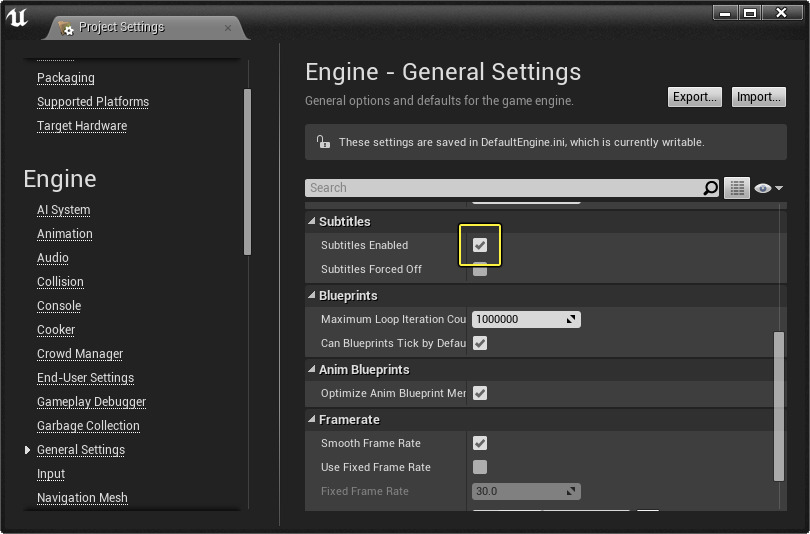 Project Settings
Packaging
Supported Platforms
Target Hardware
Engine
AI System
Animation
Audio
Collision
Console
Cooker
Crowd Manager
End-User Settings
Gameplay Debugger
Garbage Collection
General Settings
Input
Navigation Mesh
Engine - General Settings
General options and defaults for the game engine.
Export...
Import...
These settings are saved in DefaultEngine.ini, which is currently writable.
Search
Subtitles
Subtitles Enabled
Subtitles Forced Off
Blueprints
Maximum Loop Iteration Cou
1000000
Can Blueprints Tick by Defau
Anim Blueprints
Optimize Anim Blueprint Mer
Framerate
Smooth Frame Rate
Use Fixed Frame Rate
Fixed Frame Rate
30.0